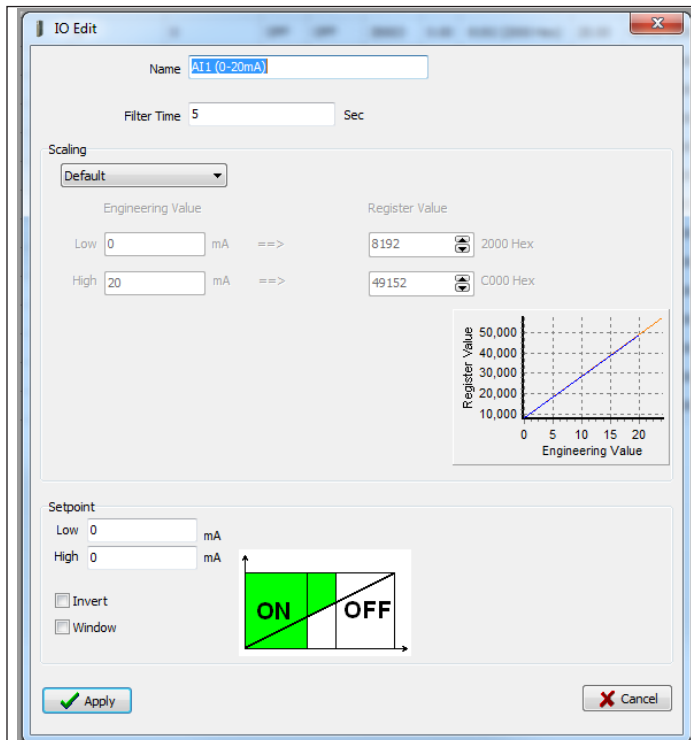 IO Edit
Name AI1 (0-20mA)
Filter Time 5 Sec
Scaling
Default
Engineering Value Register Value
Low 0 mA ==> 8192 2000 Hex
High 20 mA ==> 49152 C000 Hex
Register Value
50,000
40,000
30,000
20,000
10,000
0 5 10 15 20
Engineering Value
Setpoint
Low 0 mA
High 0 mA
Invert
Window
ON OFF
Apply Cancel